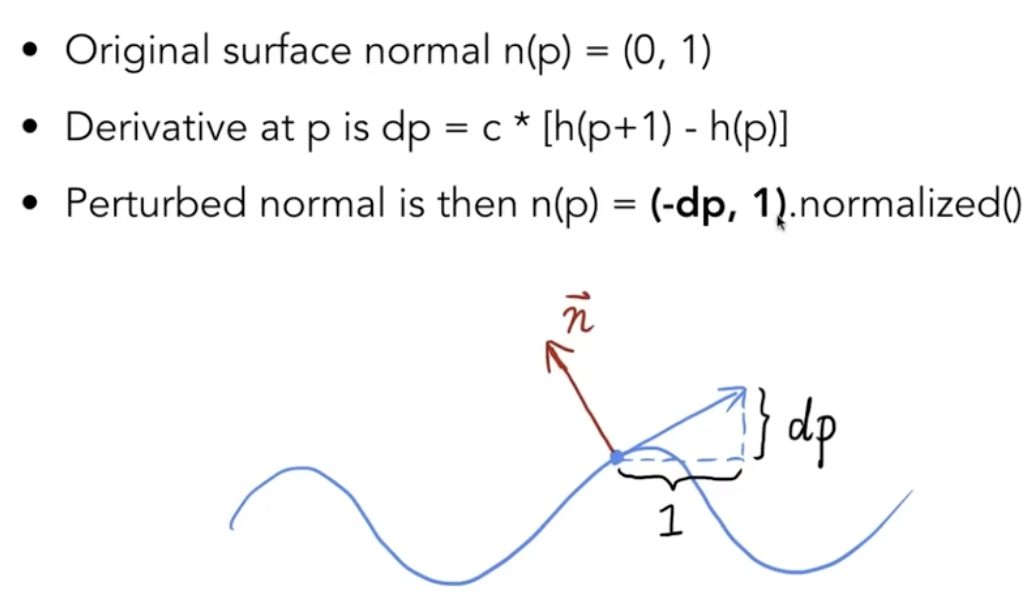 • Original surface normal n(p) = (0, 1)
• Derivative at p is dp = c * [h(p+1) - h(p)]
• Perturbed normal is then n(p) = (-dp, 1).normalized()
n⃗
dp
1